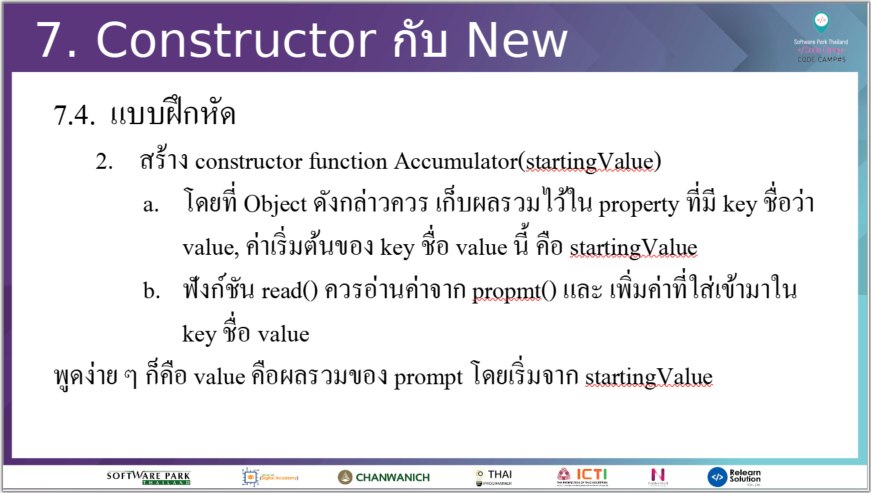 7. Constructor กับ New
Software Park Thailand
CODE CAMP#5
7.4. แบบฝึกหัด
2. สร้าง constructor function Accumulator(startingValue)
a. โดยที่ Object ดังกล่าวควร เก็บผลรวมไว้ใน property ที่มี key ชื่อว่า
value, ค่าเริ่มต้นของ key ชื่อ value นี้ คือ startingValue
b. ฟังก์ชัน read() ควรอ่านค่าจาก propmt() และ เพิ่มค่าที่ใส่เข้ามาใน
key ชื่อ value
พูดง่าย ๆ ก็คือ value คือผลรวมของ prompt โดยเริ่มจาก startingValue
SOFTWARE PARK
THAILAND
Digital Academy
CHANWANICH
THAI
PROGRAMMER
ICTI
Relearn
Solution